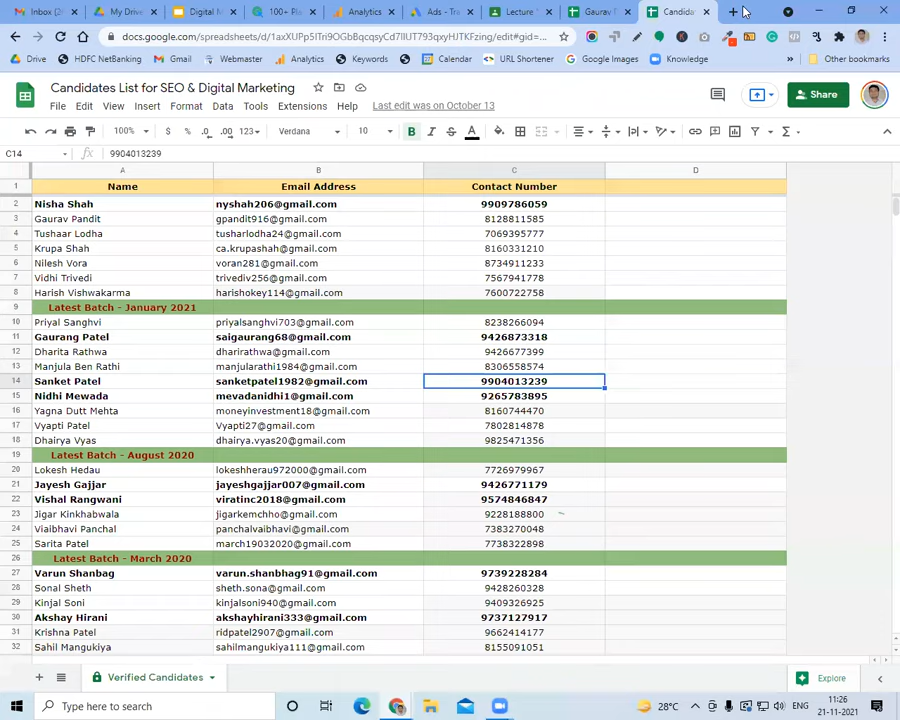 Inbox (20
My Drive
Digital M
100+ Pla
Analytics
Ads - Tra
Lecture
Gaurav P
Candida
docs.google.com/spreadsheets/d/1axXUPp5ITri9OGbBqcqsyCd7IIUT793qxyHJTKFzing/edit#gid=...
Drive
HDFC NetBanking
Gmail
Webmaster
Analytics
Keywords
Calendar
URL Shortener
Google Images
Knowledge
»
Other bookmarks
Candidates List for SEO & Digital Marketing
File Edit View Insert Format Data Tools Extensions Help Last edit was on October 13
Share
100% $ % .0 .00 123 Verdana 10 B I S A
C14 fx 9904013239
A B C D
1 Name Email Address Contact Number
2 Nisha Shah nyshah206@gmail.com 9909786059
3 Gaurav Pandit gpandit916@gmail.com 8128811585
4 Tushaar Lodha tusharlodha24@gmail.com 7069395777
5 Krupa Shah ca.krupashah@gmail.com 8160331210
6 Nilesh Vora voran281@gmail.com 8734911233
7 Vidhi Trivedi trivediv256@gmail.com 7567941778
8 Harish Vishwakarma harishokey114@gmail.com 7600722758
9 Latest Batch - January 2021
10 Priyal Sanghvi priyalsanghvi703@gmail.com 8238266094
11 Gaurang Patel saigaurang68@gmail.com 9426873318
12 Dharita Rathwa dharirathwa@gmail.com 9426677399
13 Manjula Ben Rathi manjularathi1984@gmail.com 8306558574
14 Sanket Patel sanketpatel1982@gmail.com 9904013239
15 Nidhi Mewada mevadanidhi1@gmail.com 9265783895
16 Yagna Dutt Mehta moneyinvestment18@gmail.com 8160744470
17 Vyapti Patel Vyapti27@gmail.com 7802814878
18 Dhairya Vyas dhairya.vyas20@gmail.com 9825471356
19 Latest Batch - August 2020
20 Lokesh Hedau lokeshherau972000@gmail.com 7726979967
21 Jayesh Gajjar jayeshgajjar007@gmail.com 9426771179
22 Vishal Rangwani viratinc2018@gmail.com 9574846847
23 Jigar Kinkhabwala jigarkemchho@gmail.com 9228188800
24 Viaibhavi Panchal panchalvaibhavi@gmail.com 7383270048
25 Sarita Patel march19032020@gmail.com 7738322898
26 Latest Batch - March 2020
27 Varun Shanbag varun.shanbhag91@gmail.com 9739228284
28 Sonal Sheth sheth.sona@gmail.com 9428260328
29 Kinjal Soni kinjalsoni940@gmail.com 9409326925
30 Akshay Hirani akshayhirani333@gmail.com 9737127917
31 Krishna Patel ridpatel2907@gmail.com 9662414177
32 Sahil Mangukiya sahilmangukiya111@gmail.com 8155091051
Verified Candidates
Explore
Type here to search
28°C
11:26
21-11-2021